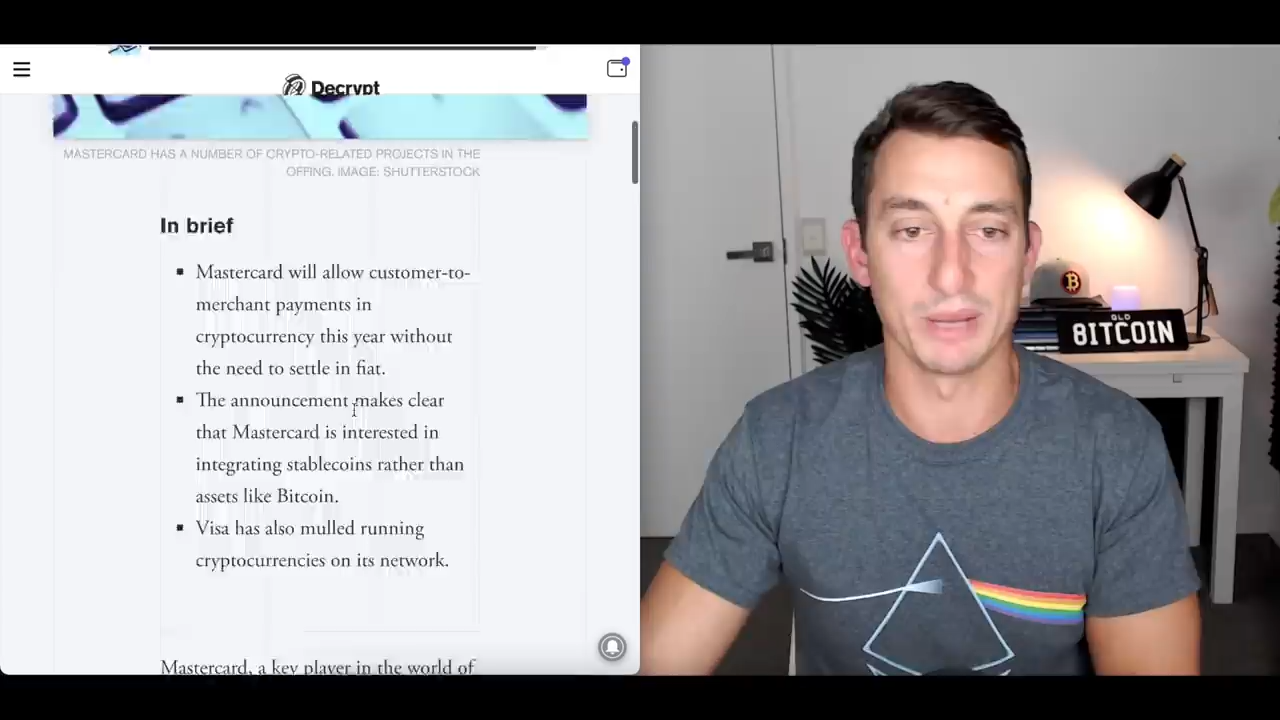 Decrypt
MASTERCARD HAS A NUMBER OF CRYPTO-RELATED PROJECTS IN THE
OFFING. IMAGE: SHUTTERSTOCK
In brief
Mastercard will allow customer-to-
merchant payments in
cryptocurrency this year without
the need to settle in fiat.
The announcement makes clear
that Mastercard is interested in
integrating stablecoins rather than
assets like Bitcoin.
Visa has also mulled running
cryptocurrencies on its network.
Mastercard, a key player in the world of
QLD
BITCOIN